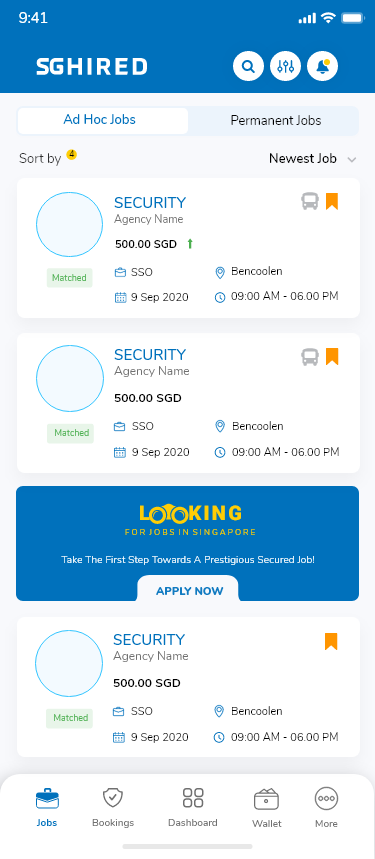 9:41
SGHIRED
Ad Hoc Jobs
Permanent Jobs
Sort by 4
Newest Job
SECURITY
Agency Name
500.00 SGD
Matched
SSO
Bencoolen
9 Sep 2020
09:00 AM - 06.00 PM
SECURITY
Agency Name
500.00 SGD
Matched
SSO
Bencoolen
9 Sep 2020
09:00 AM - 06.00 PM
LOOKING
FOR JOBS IN SINGAPORE
Take The First Step Towards A Prestigious Secured Job!
APPLY NOW
SECURITY
Agency Name
500.00 SGD
Matched
SSO
Bencoolen
9 Sep 2020
09:00 AM - 06.00 PM
Jobs
Bookings
Dashboard
Wallet
More